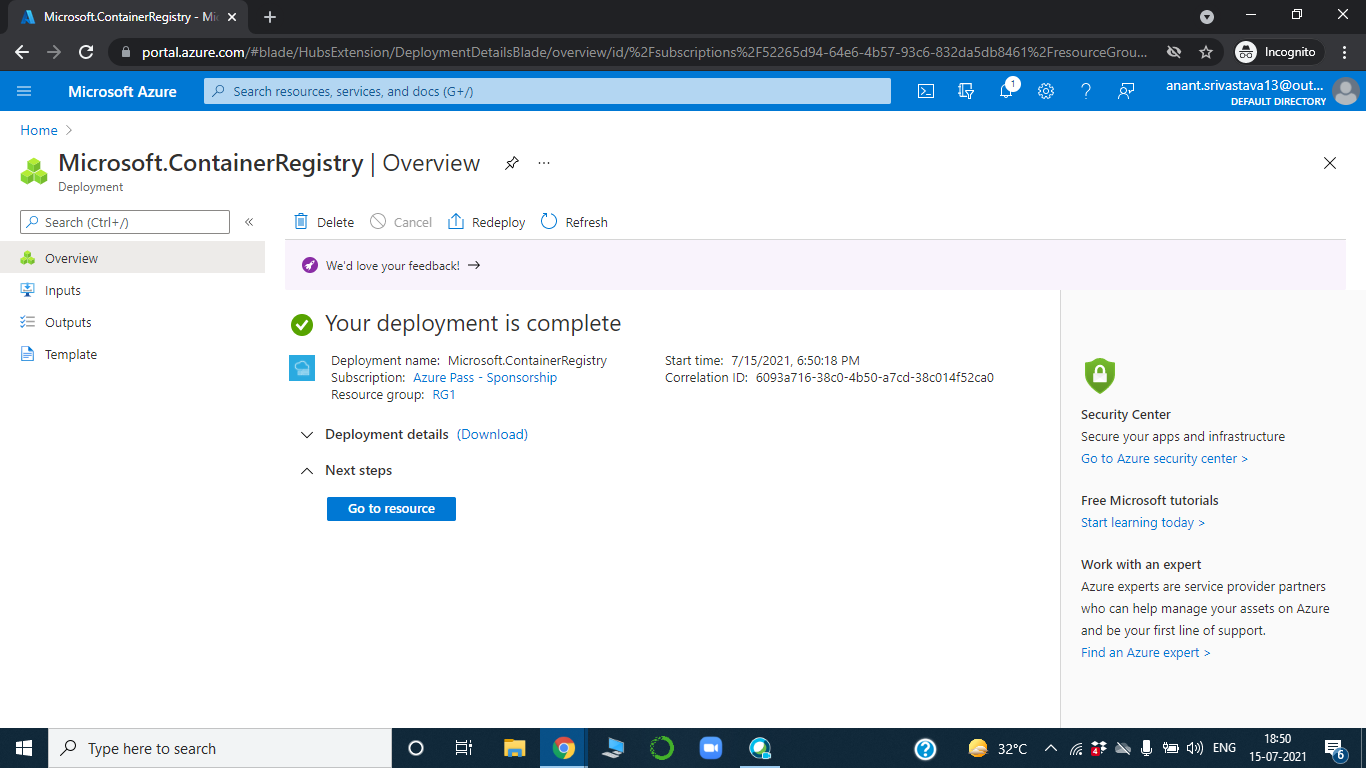 Microsoft.ContainerRegistry - Mi
portal.azure.com/#blade/HubsExtension/DeploymentDetailsBlade/overview/id/%2Fsubscriptions%2F52265d94-64e6-4b57-93c6-832da5db8461%2FresourceGrou...
Incognito
Microsoft Azure
Search resources, services, and docs (G+/)
1
anant.srivastava13@out...
DEFAULT DIRECTORY
Home
Microsoft.ContainerRegistry | Overview
Deployment
Search (Ctrl+/)
Delete
Cancel
Redeploy
Refresh
Overview
Inputs
Outputs
Template
We'd love your feedback! →
Your deployment is complete
Deployment name: Microsoft.ContainerRegistry
Subscription: Azure Pass - Sponsorship
Resource group: RG1
Start time: 7/15/2021, 6:50:18 PM
Correlation ID: 6093a716-38c0-4b50-a7cd-38c014f52ca0
Deployment details (Download)
Next steps
Go to resource
Security Center
Secure your apps and infrastructure
Go to Azure security center >
Free Microsoft tutorials
Start learning today >
Work with an expert
Azure experts are service provider partners
who can help manage your assets on Azure
and be your first line of support.
Find an Azure expert >
Type here to search
32°C
4
ENG
18:50
15-07-2021
6